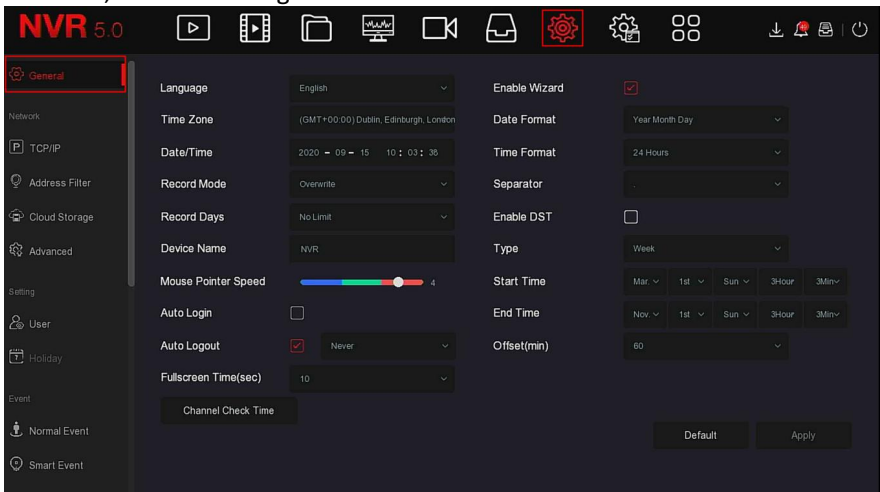 NVR 5.0
General
Network
TCP/IP
Address Filter
Cloud Storage
Advanced
Setting
User
Holiday
Event
Normal Event
Smart Event
Language English Enable Wizard
Time Zone (GMT+00:00) Dublin, Edinburgh, London Date Format Year Month Day
Date/Time 2020 - 09 - 15 10 : 03 : 38 Time Format 24 Hours
Record Mode Overwrite Separator .
Record Days No Limit Enable DST
Device Name NVR Type Week
Mouse Pointer Speed 4 Start Time Mar. 1st Sun 3Hour 3Min
Auto Login End Time Nov. 1st Sun 3Hour 3Min
Auto Logout Never Offset(min) 60
Fullscreen Time(sec) 10
Channel Check Time
Default Apply